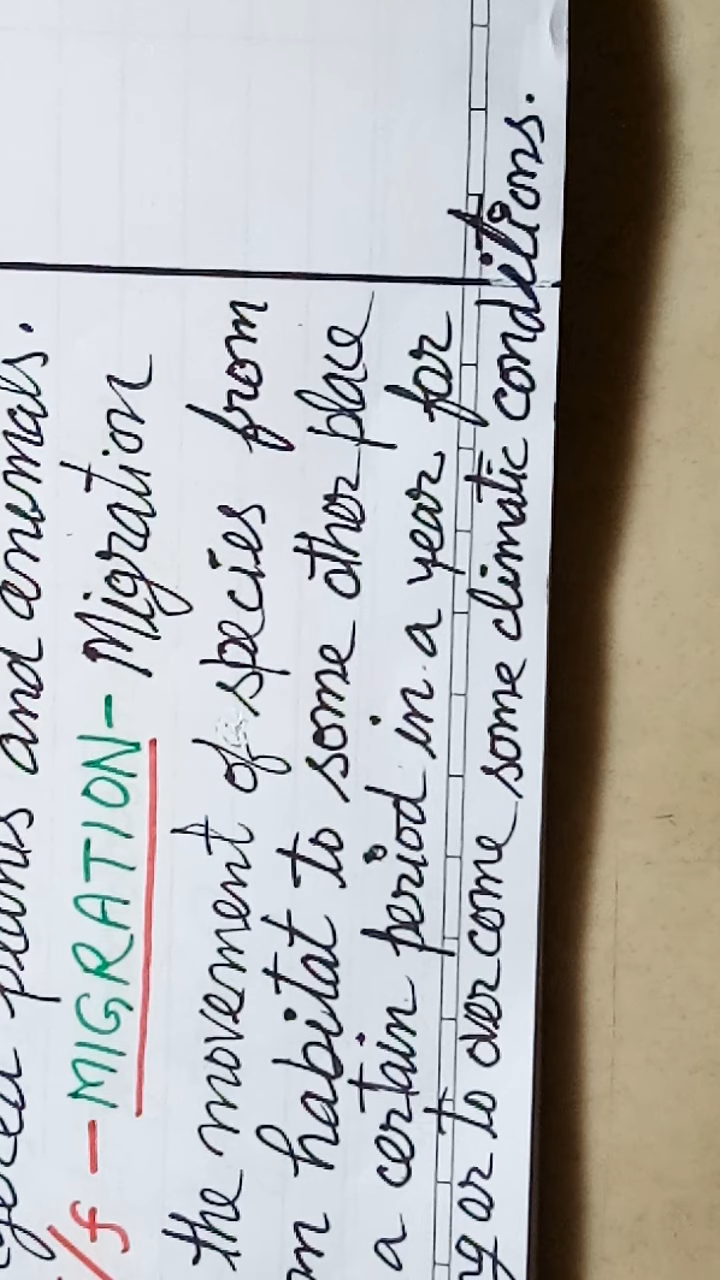 plants and animals.
/f - MIGRATION - Migration
the movement of species from
habitat to some other place
a certain period in a year for
or to overcome some climatic conditions.